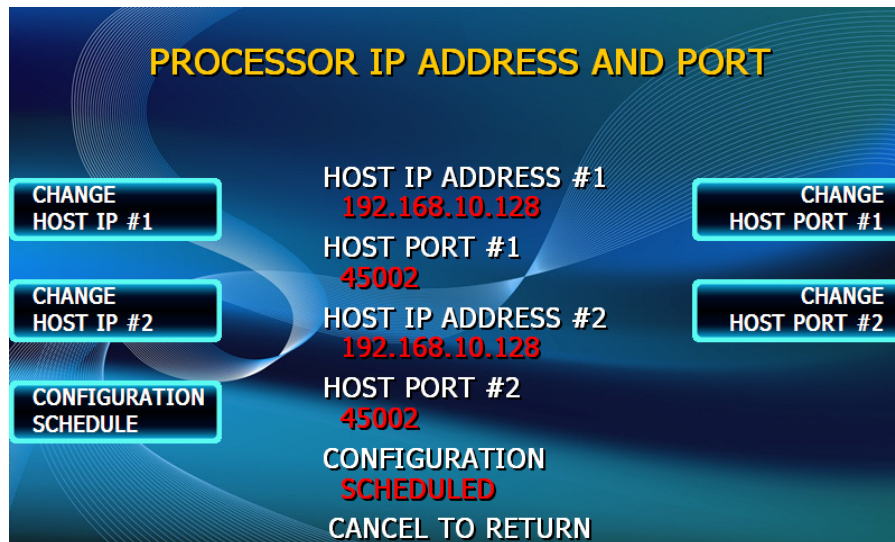 PROCESSOR IP ADDRESS AND PORT
CHANGE
HOST IP #1
HOST IP ADDRESS #1
192.168.10.128
CHANGE
HOST PORT #1
HOST PORT #1
45002
CHANGE
HOST IP #2
HOST IP ADDRESS #2
192.168.10.128
CHANGE
HOST PORT #2
HOST PORT #2
45002
CONFIGURATION
SCHEDULE
CONFIGURATION
SCHEDULED
CANCEL TO RETURN